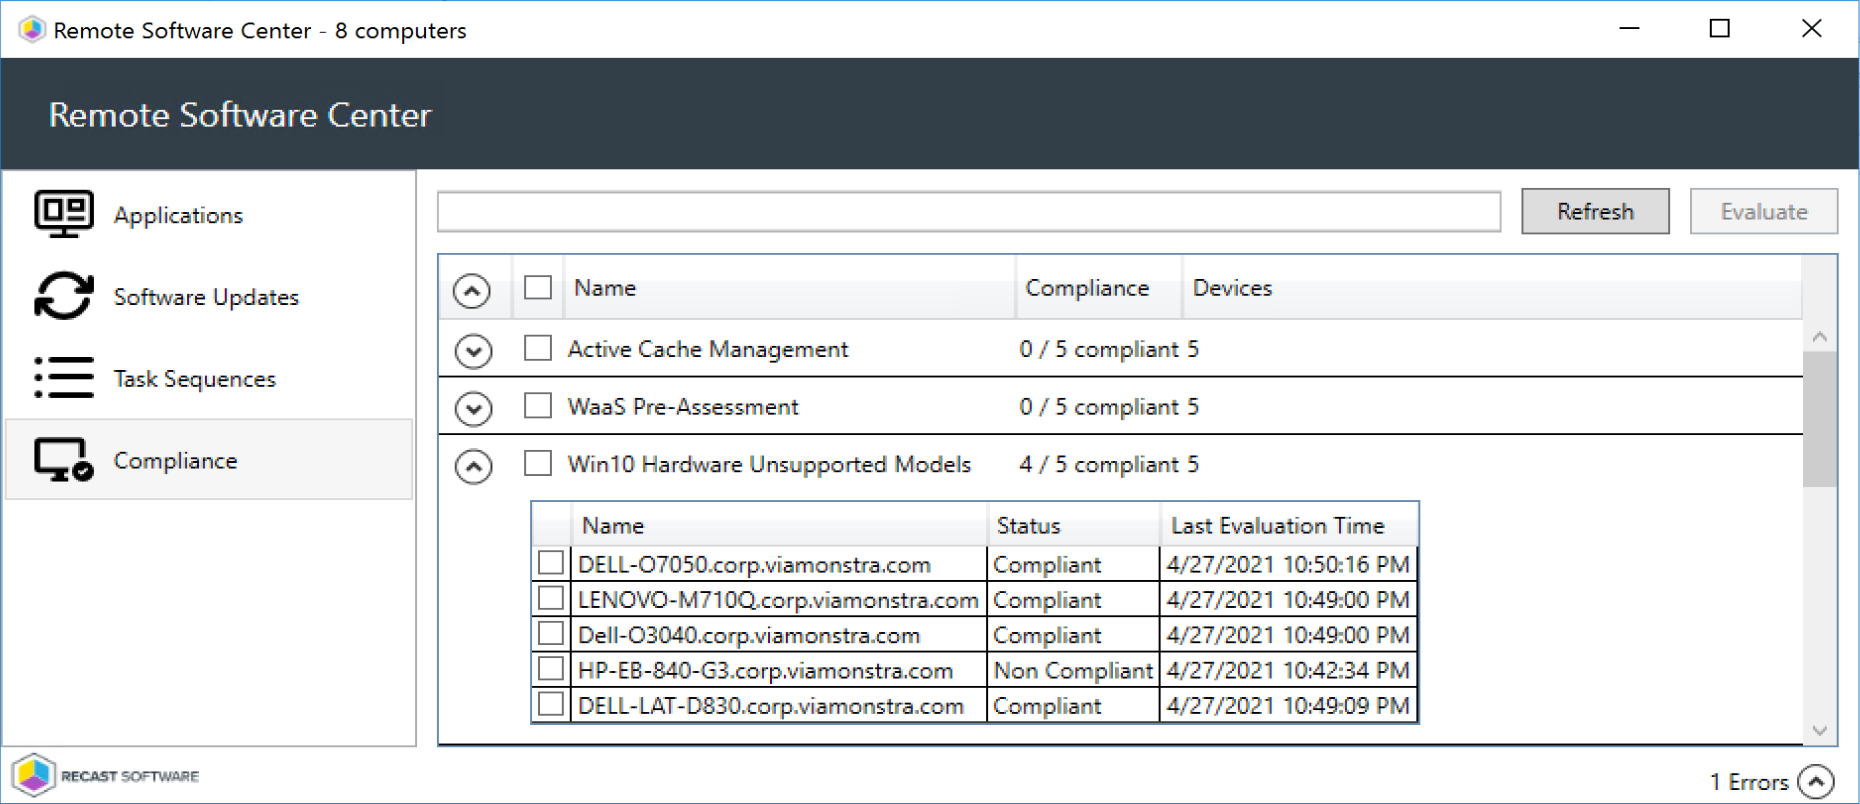 Remote Software Center - 8 computers
Remote Software Center
Applications
Software Updates
Task Sequences
Compliance
Refresh
Evaluate
Name Compliance Devices
Active Cache Management 0 / 5 compliant 5
WaaS Pre-Assessment 0 / 5 compliant 5
Win10 Hardware Unsupported Models 4 / 5 compliant 5
Name Status Last Evaluation Time
DELL-O7050.corp.viamonstra.com Compliant 4/27/2021 10:50:16 PM
LENOVO-M710Q.corp.viamonstra.com Compliant 4/27/2021 10:49:00 PM
Dell-O3040.corp.viamonstra.com Compliant 4/27/2021 10:49:00 PM
HP-EB-840-G3.corp.viamonstra.com Non Compliant 4/27/2021 10:42:34 PM
DELL-LAT-D830.corp.viamonstra.com Compliant 4/27/2021 10:49:09 PM
RECAST SOFTWARE
1 Errors